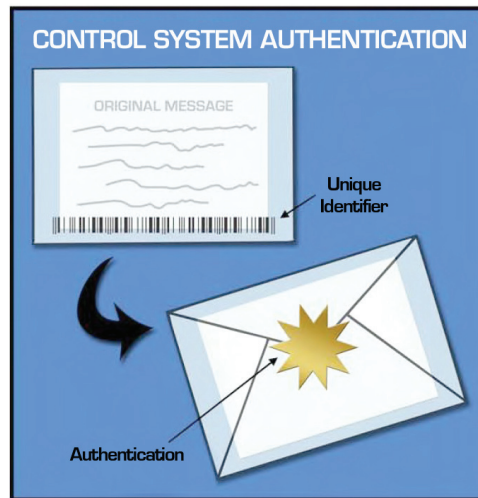 CONTROL SYSTEM AUTHENTICATION
ORIGINAL MESSAGE
Unique
Identifier
Authentication